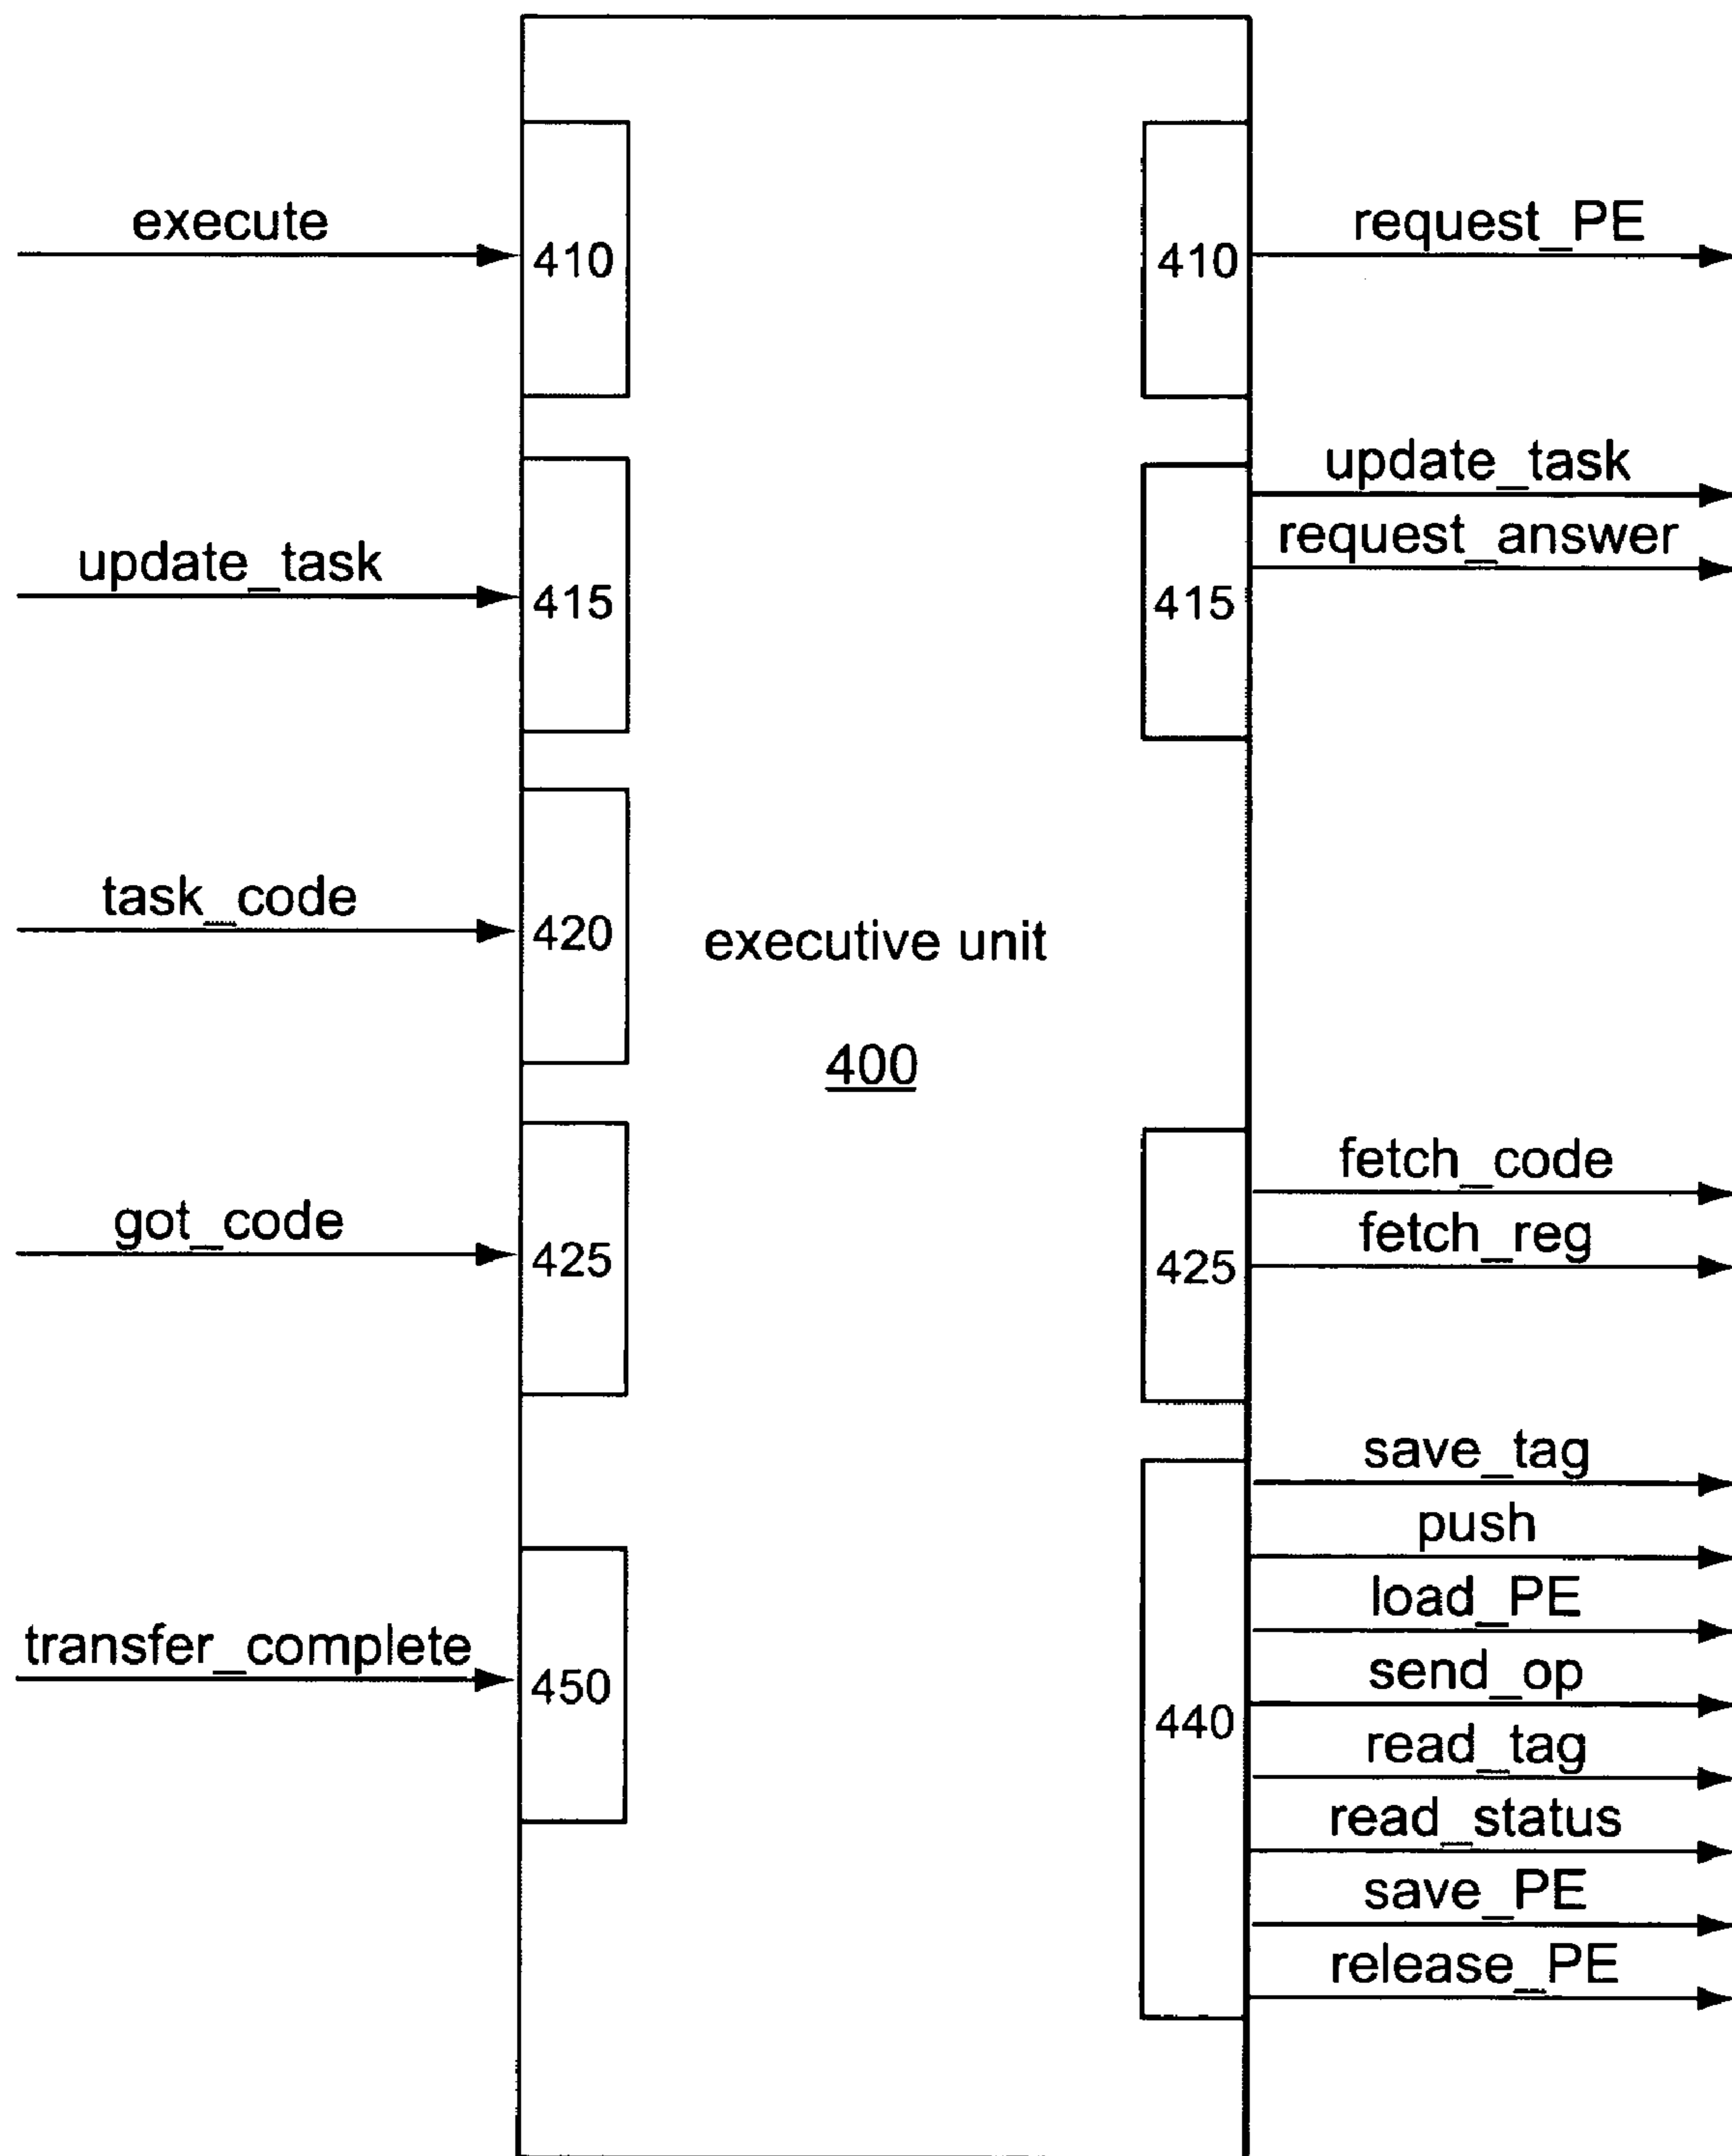 execute
410
410
request_PE
update_task
request_answer
update_task
415
415
task_code
420
executive unit
400
got_code
425
425
fetch_code
fetch_reg
save_tag
push
load_PE
send_op
read_tag
read_status
save_PE
release_PE
transfer_complete
450
440